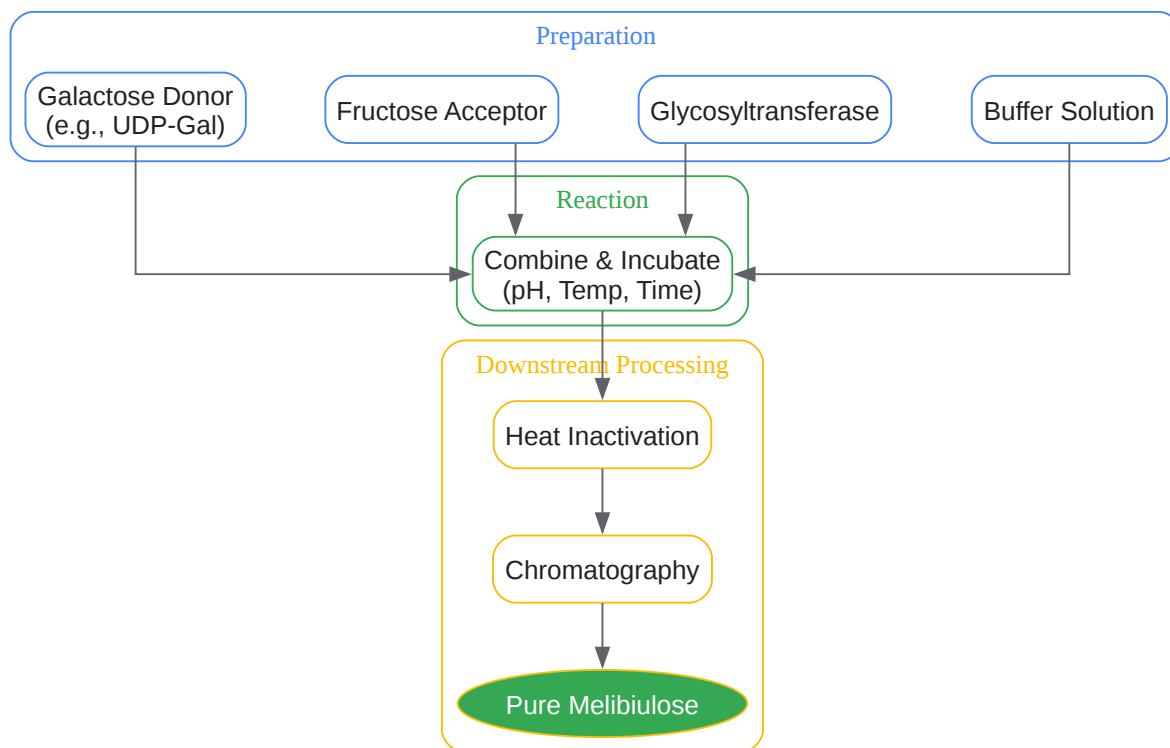 Preparation
Galactose Donor
(e.g., UDP-Gal)
Fructose Acceptor
Glycosyltransferase
Buffer Solution
Reaction
Combine & Incubate
(pH, Temp, Time)
Downstream Processing
Heat Inactivation
Chromatography
Pure Melibiulose